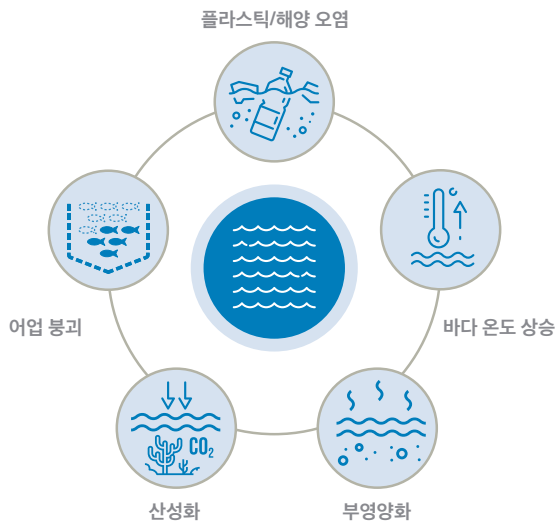 플라스틱/해양 오염
어업 붕괴
바다 온도 상승
CO₂
산성화
부영양화